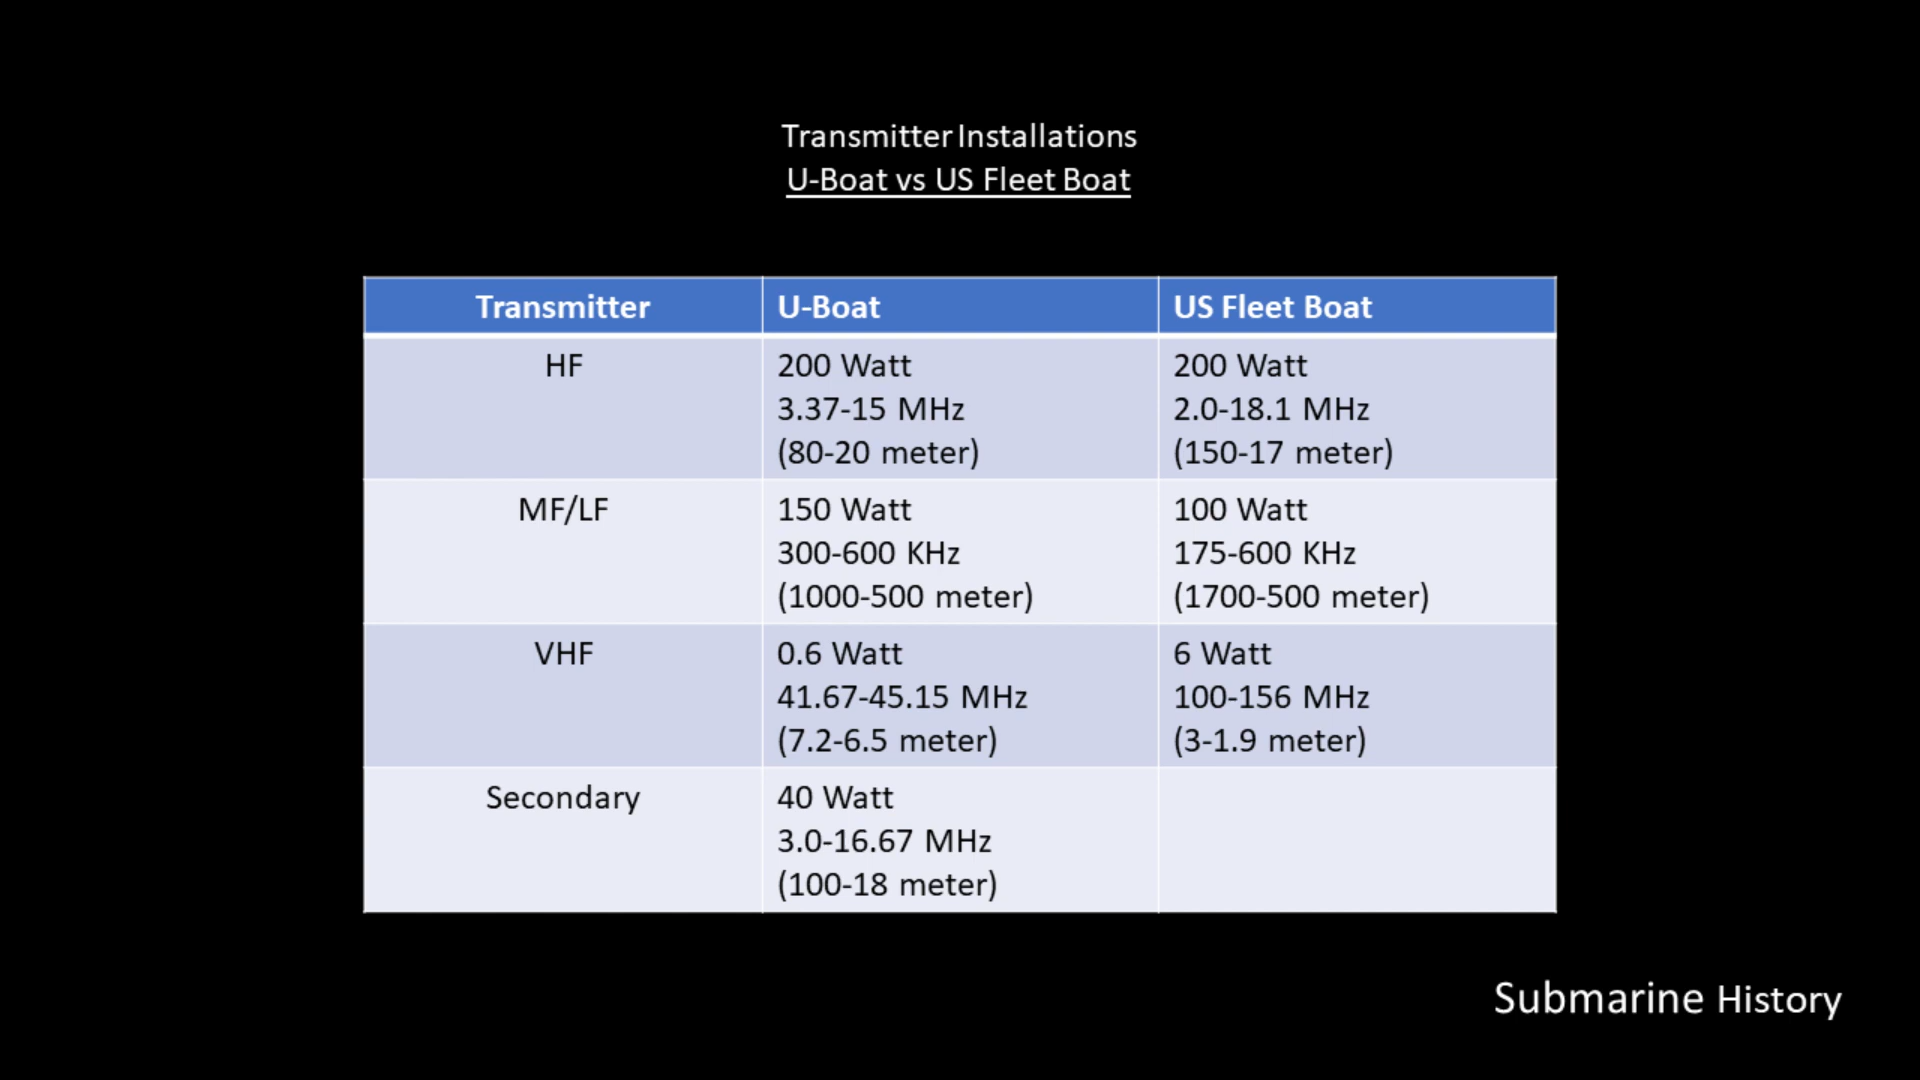 Transmitter Installations
U-Boat vs US Fleet Boat
Transmitter
U-Boat
US Fleet Boat
HF
200 Watt
3.37-15 MHz
(80-20 meter)
200 Watt
2.0-18.1 MHz
(150-17 meter)
MF/LF
150 Watt
300-600 KHz
(1000-500 meter)
100 Watt
175-600 KHz
(1700-500 meter)
VHF
0.6 Watt
41.67-45.15 MHz
(7.2-6.5 meter)
6 Watt
100-156 MHz
(3-1.9 meter)
Secondary
40 Watt
3.0-16.67 MHz
(100-18 meter)
Submarine History